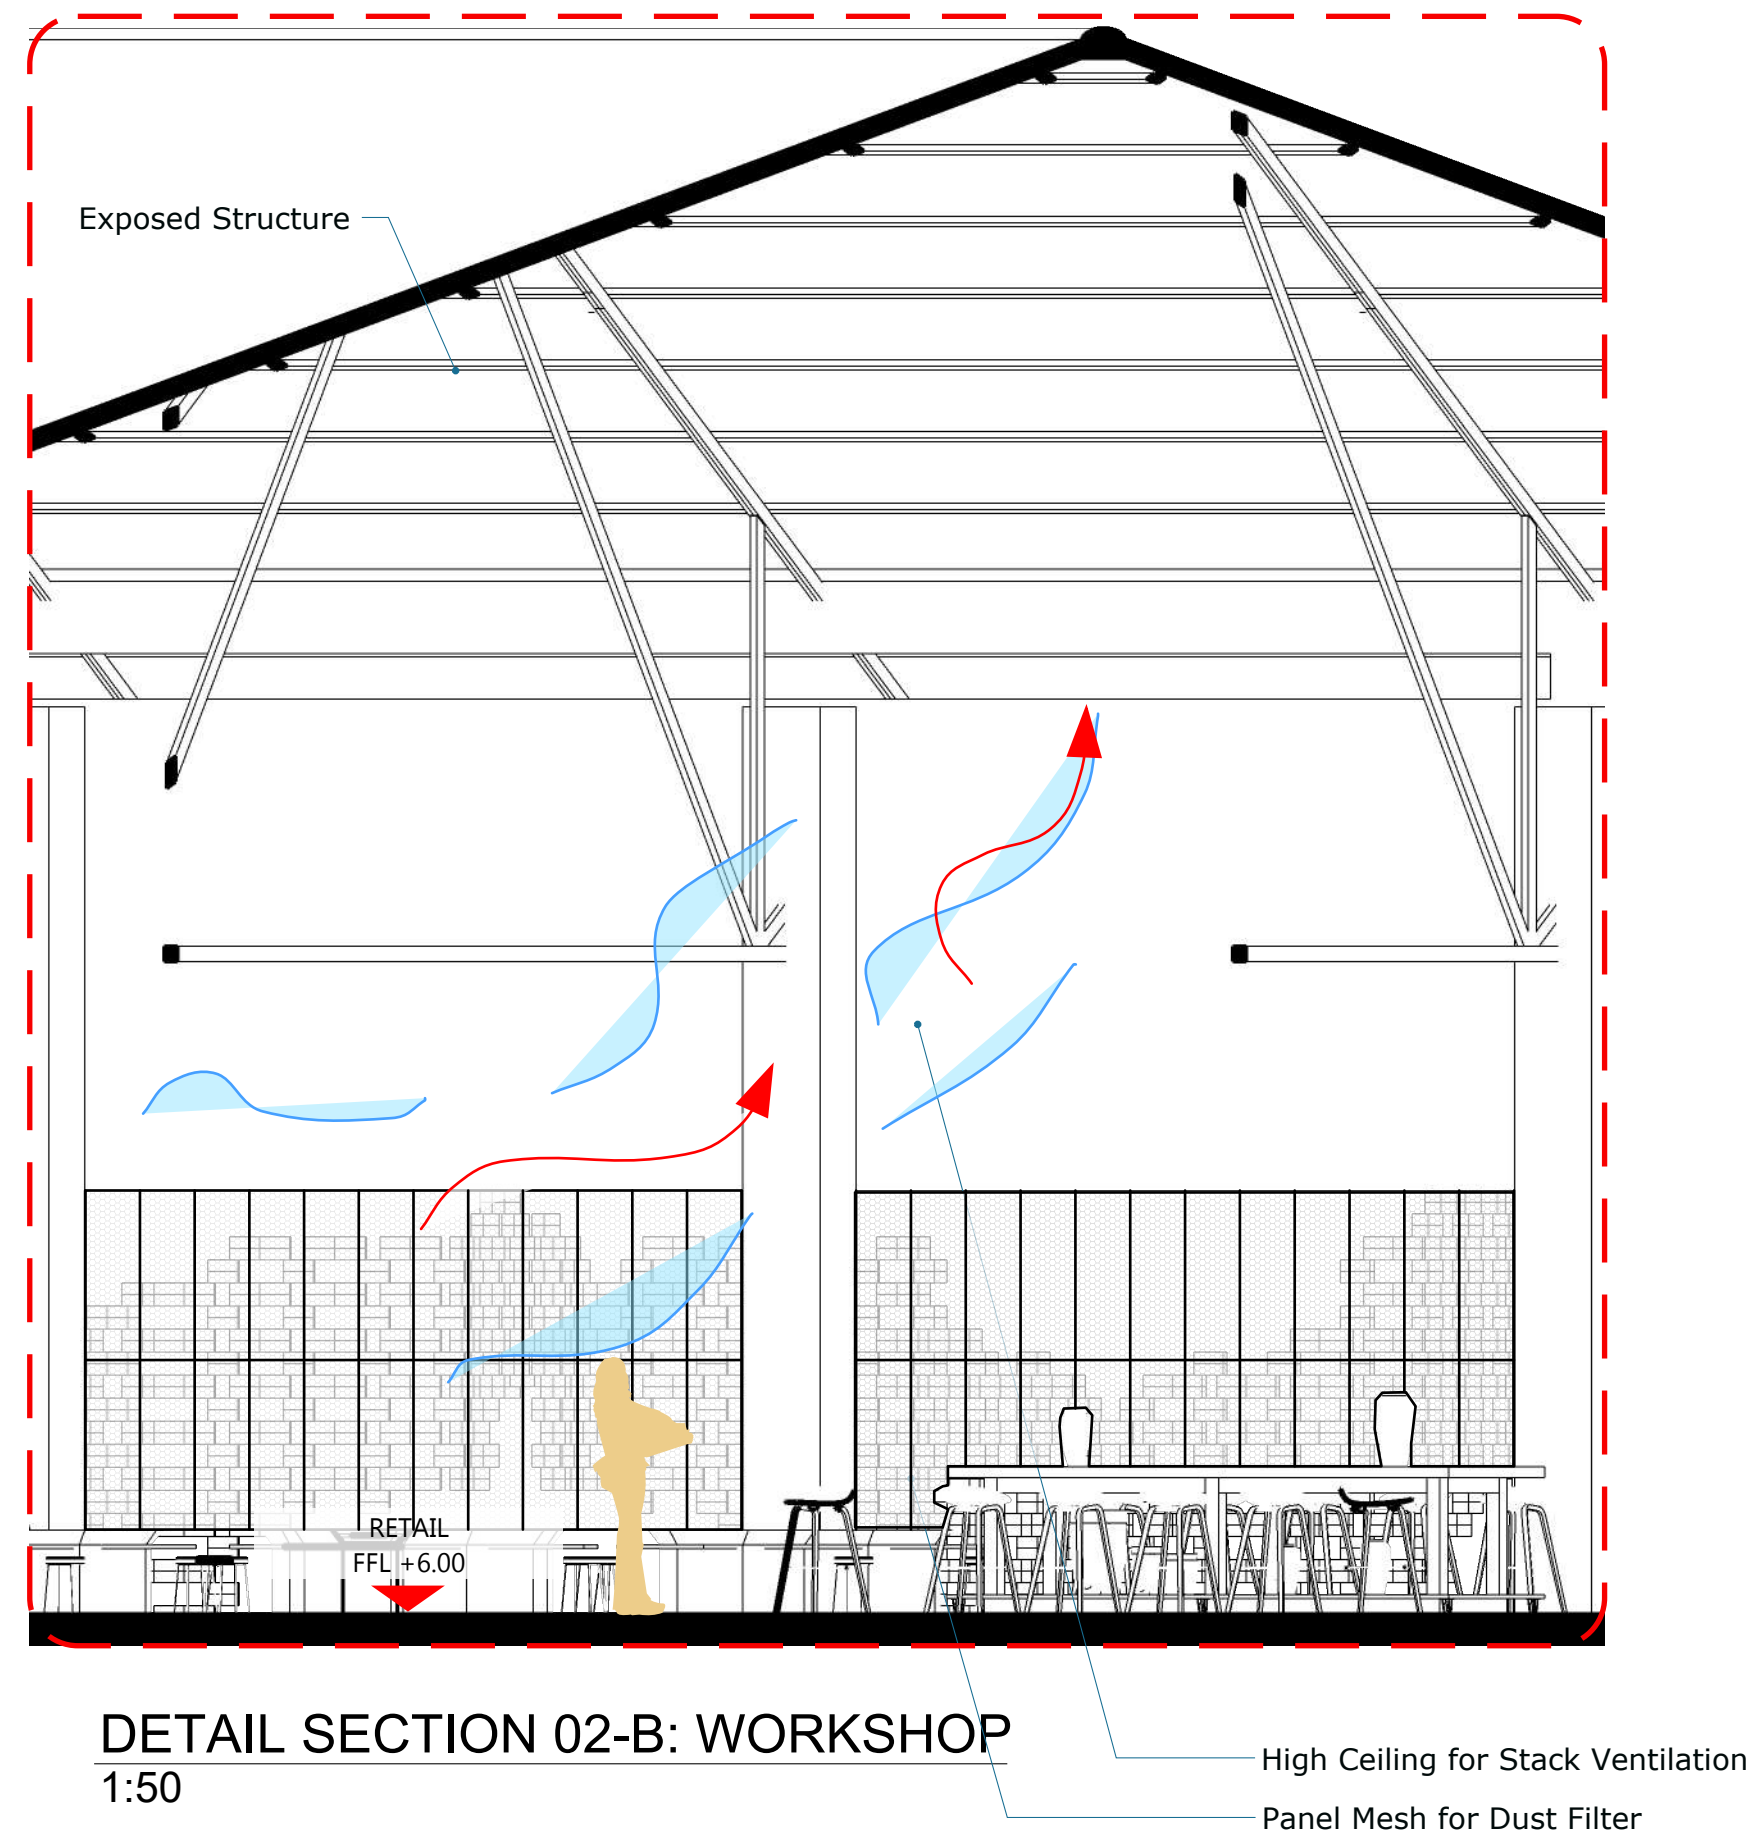 Exposed Structure
RETAIL
FFL +6.00
DETAIL SECTION 02-B: WORKSHOP
1:50
High Ceiling for Stack Ventilation
Panel Mesh for Dust Filter